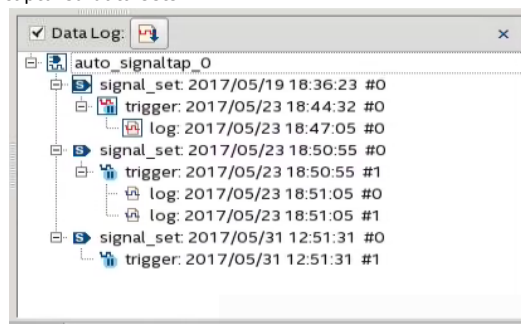 Data Log:
auto_signaltap_0
signal_set: 2017/05/19 18:36:23 #0
trigger: 2017/05/23 18:44:32 #0
log: 2017/05/23 18:47:05 #0
signal_set: 2017/05/23 18:50:55 #0
trigger: 2017/05/23 18:50:55 #1
log: 2017/05/23 18:51:05 #0
log: 2017/05/23 18:51:05 #1
signal_set: 2017/05/31 12:51:31 #0
trigger: 2017/05/31 12:51:31 #1